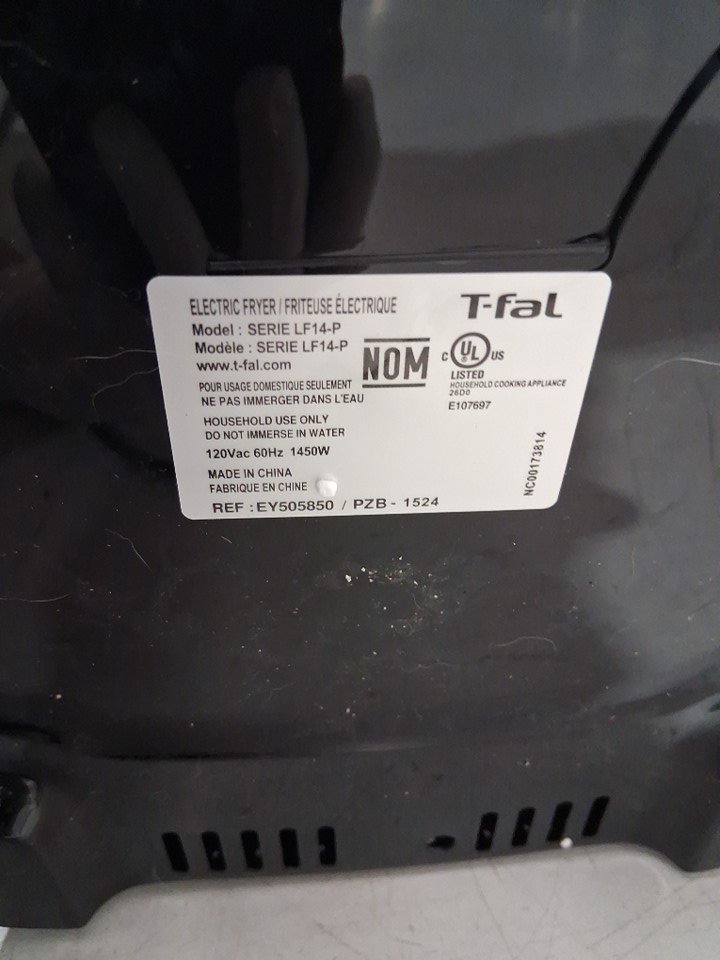 ELECTRIC FRYER / FRITEUSE ÉLECTRIQUE
T-faL
Model : SERIE LF14-P
Modèle : SERIE LF14-P
www.t-fal.com
NOM
C UL US
LISTED
HOUSEHOLD COOKING APPLIANCE
26D0
E107697
POUR USAGE DOMESTIQUE SEULEMENT
NE PAS IMMERGER DANS L'EAU
HOUSEHOLD USE ONLY
DO NOT IMMERSE IN WATER
120Vac 60Hz 1450W
MADE IN CHINA
FABRIQUE EN CHINE
NC00173814
REF : EY505850 / PZB - 1524